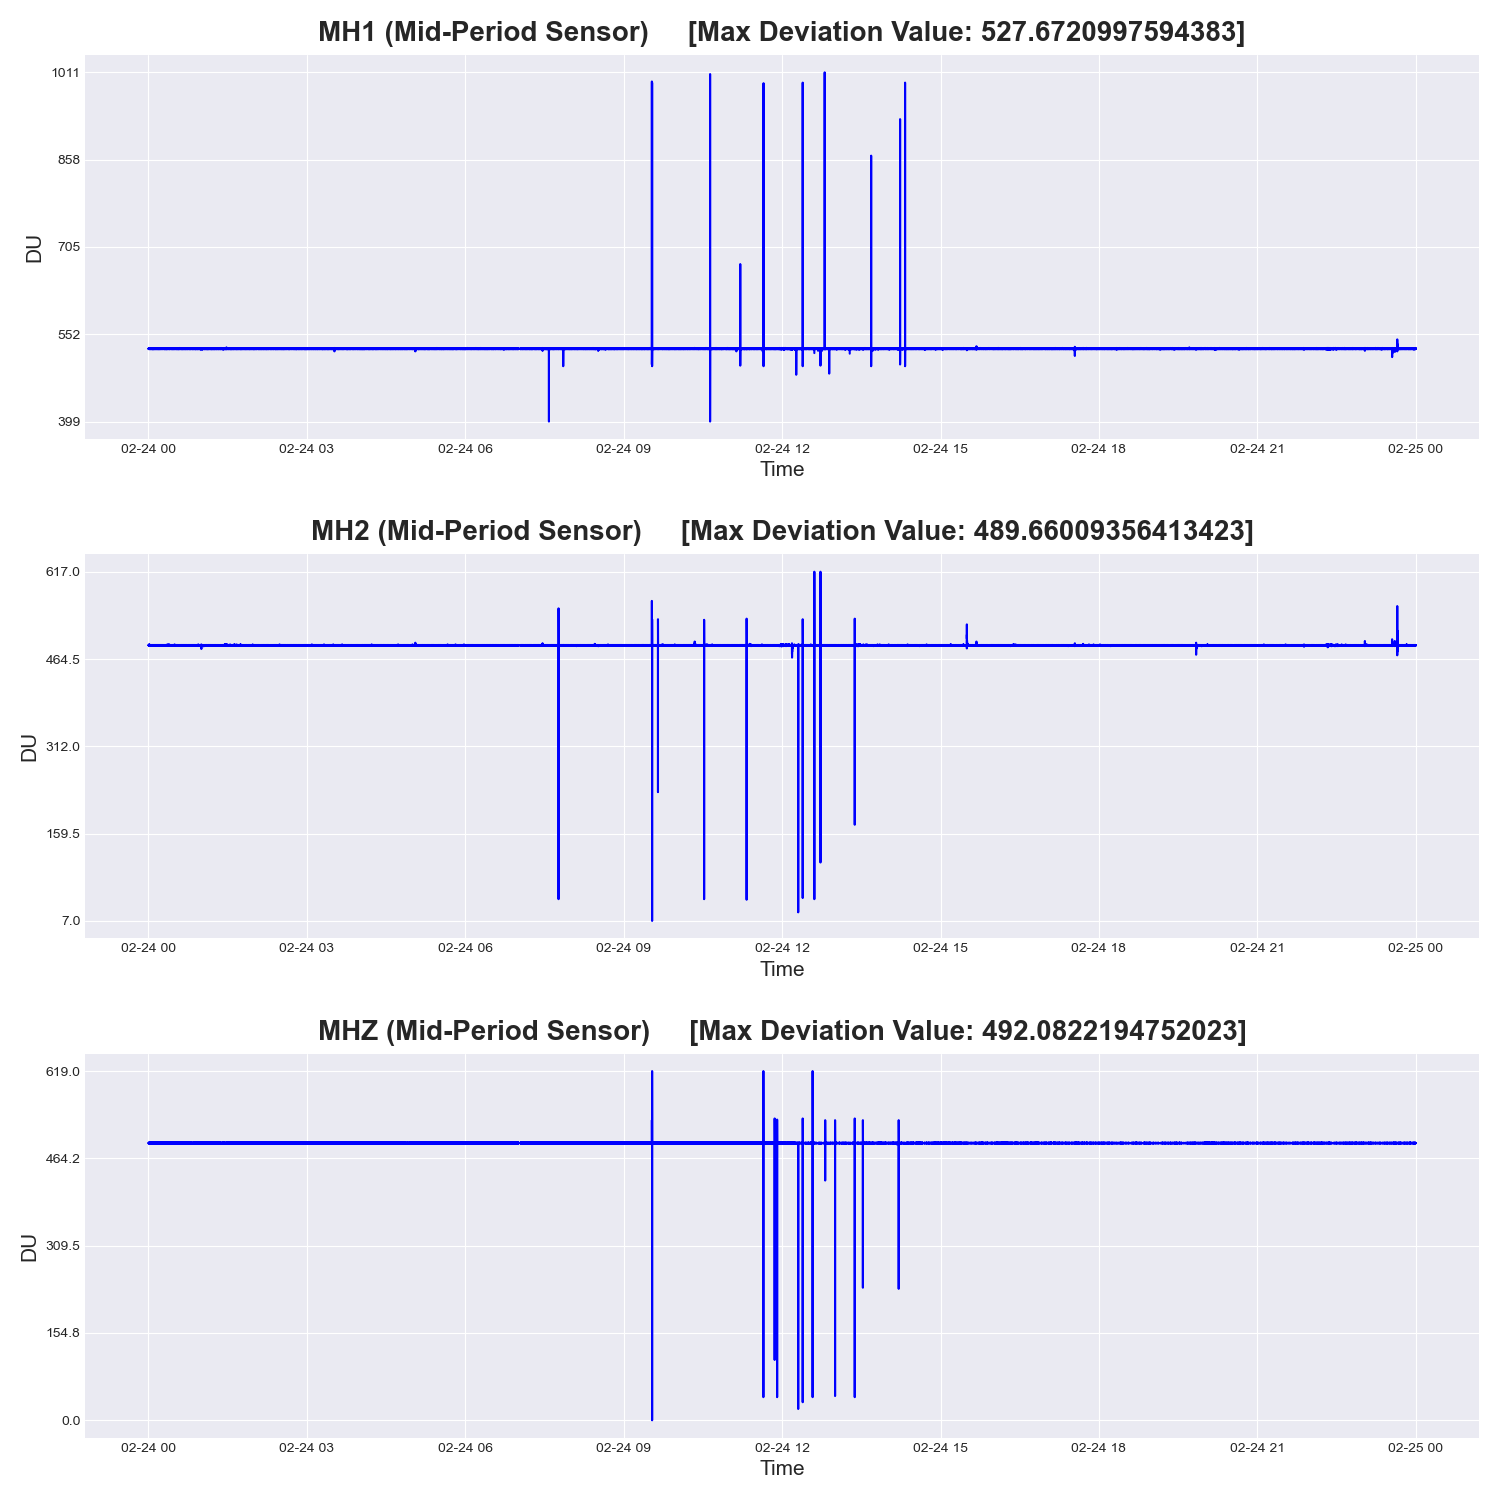 MH1 (Mid-Period Sensor) [Max Deviation Value: 527.6720997594383]
1011
858
705
552
399
DU
02-24 00 02-24 03 02-24 06 02-24 09 02-24 12 02-24 15 02-24 18 02-24 21 02-25 00
Time
MH2 (Mid-Period Sensor) [Max Deviation Value: 489.66009356413423]
617.0
464.5
312.0
159.5
7.0
DU
02-24 00 02-24 03 02-24 06 02-24 09 02-24 12 02-24 15 02-24 18 02-24 21 02-25 00
Time
MHZ (Mid-Period Sensor) [Max Deviation Value: 492.0822194752023]
619.0
464.2
309.5
154.8
0.0
DU
02-24 00 02-24 03 02-24 06 02-24 09 02-24 12 02-24 15 02-24 18 02-24 21 02-25 00
Time